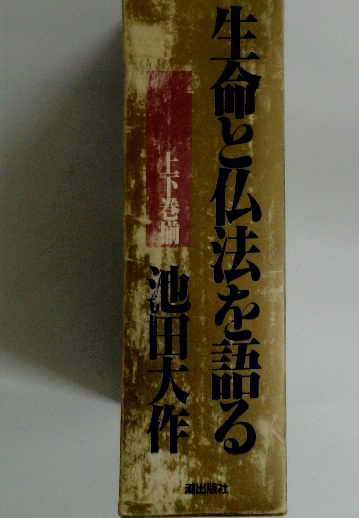 生命と仏法を語る
上下巻揃
池田大作
潮出版社